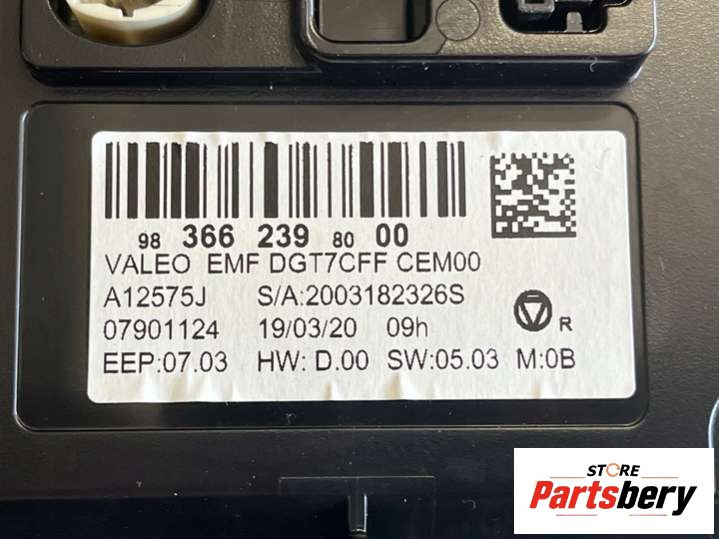 98 366 239 80 00
VALEO EMF DGT7CFF CEM00
A12575J S/A:2003182326S
07901124 19/03/20 09h
R
EEP:07.03 HW: D.00 SW:05.03 M:0B
STORE
Partsbery